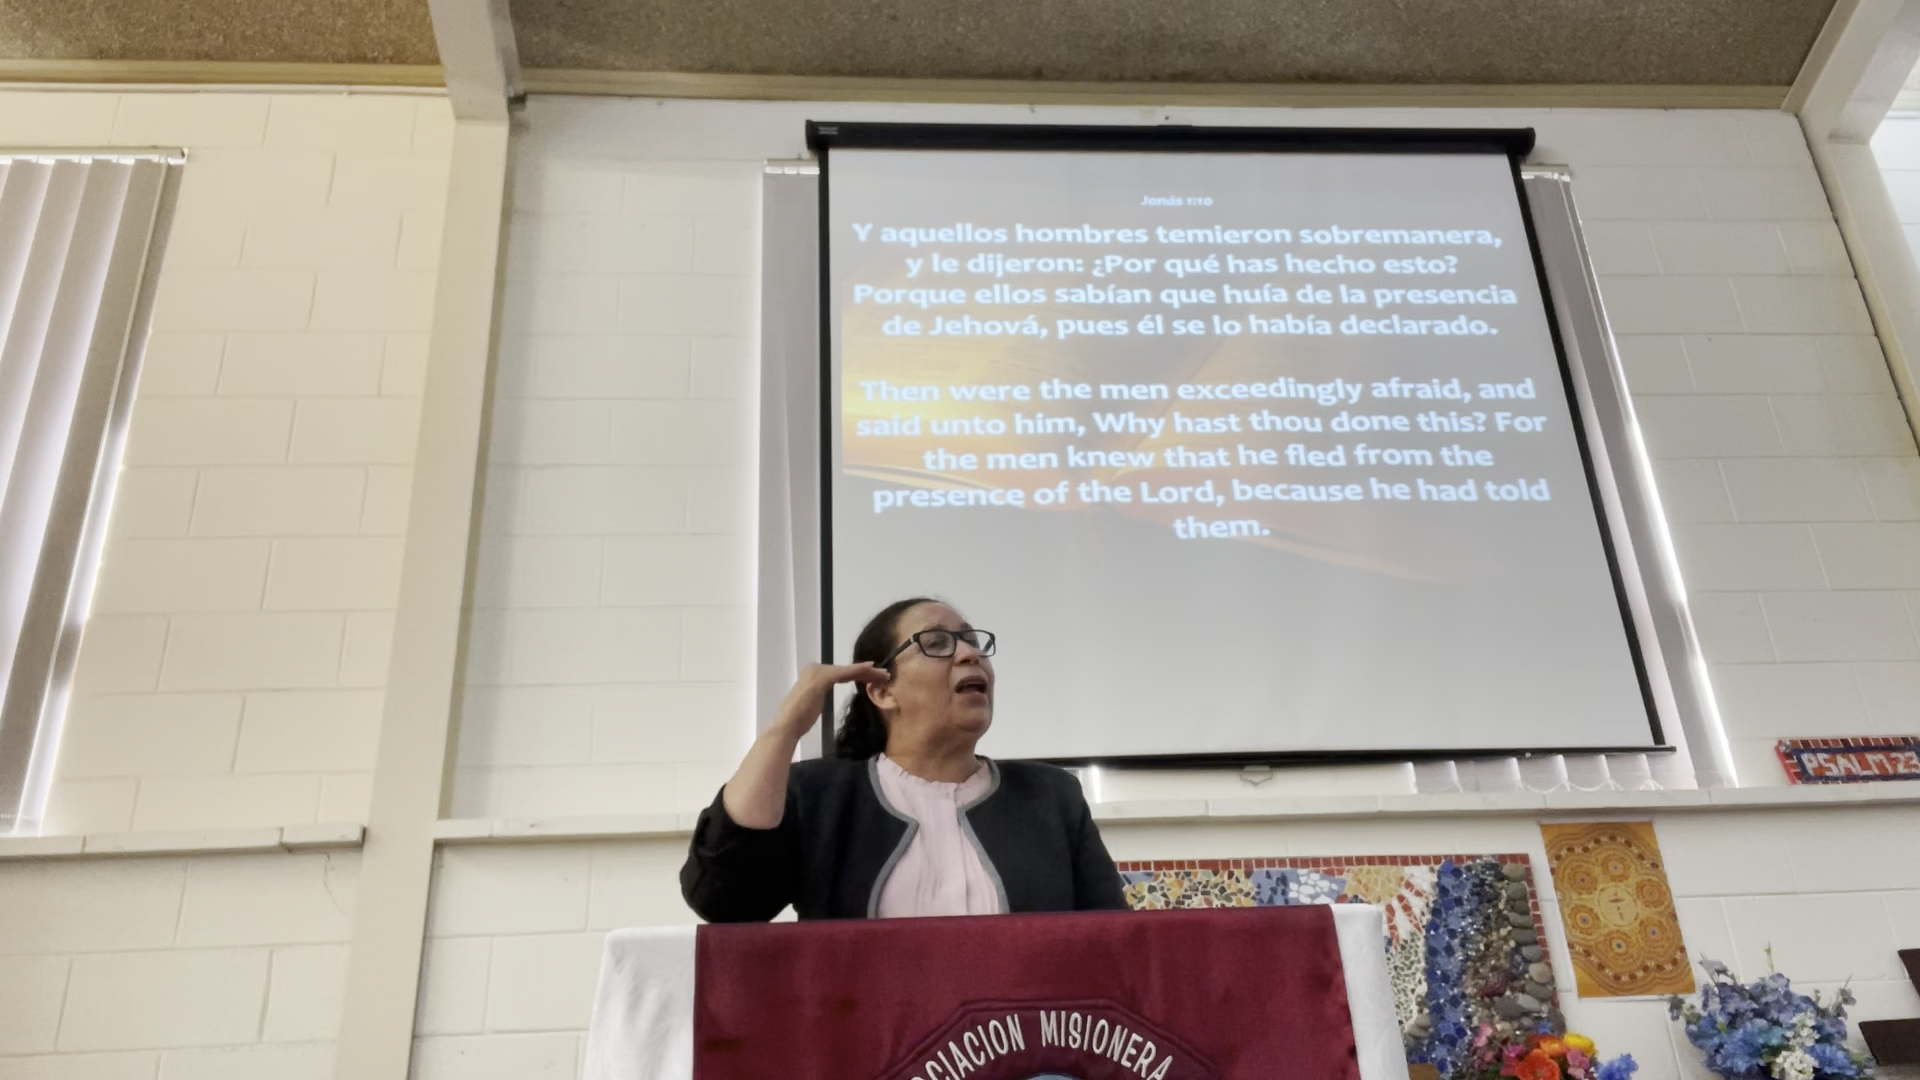 Jonás 1:10
Y aquellos hombres temieron sobremanera,
y le dijeron: ¿Por qué has hecho esto?
Porque ellos sabían que huía de la presencia
de Jehová, pues él se lo había declarado.
Then were the men exceedingly afraid, and
said unto him, Why hast thou done this? For
the men knew that he fled from the
presence of the Lord, because he had told
them.
PSALM 23
MISIONERA